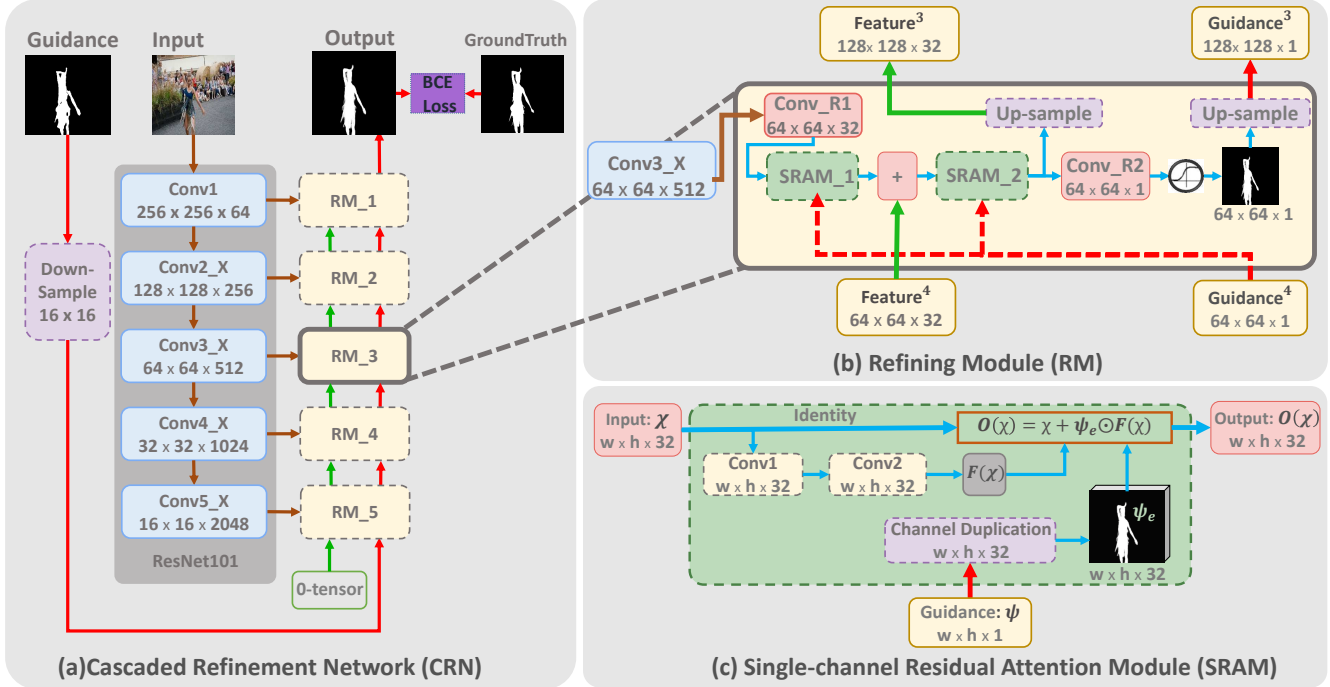 Guidance
Input
Output
GroundTruth
BCE
Loss
Conv1
256 x 256 x 64
RM_1
Down-
Sample
16 x 16
Conv2_X
128 x 128 x 256
RM_2
Conv3_X
64 x 64 x 512
RM_3
Conv4_X
32 x 32 x 1024
RM_4
Conv5_X
16 x 16 x 2048
RM_5
ResNet101
0-tensor
(a)Cascaded Refinement Network (CRN)
Feature³
128x 128 x 32
Guidance³
128x 128 x 1
Conv_R1
64 x 64 x 32
Up-sample
Up-sample
Conv3_X
64 x 64 x 512
SRAM_1
+
SRAM_2
Conv_R2
64 x 64 x 1
64 x 64 x 1
Feature⁴
64 x 64 x 32
Guidance⁴
64 x 64 x 1
(b) Refining Module (RM)
Input: χ
w x h x 32
Identity
O(χ) = χ + ψₑ⊙F(χ)
Output: O(χ)
w x h x 32
Conv1
w x h x 32
Conv2
w x h x 32
F(χ)
ψₑ
Channel Duplication
w x h x 32
w x h x 32
Guidance: ψ
w x h x 1
(c) Single-channel Residual Attention Module (SRAM)